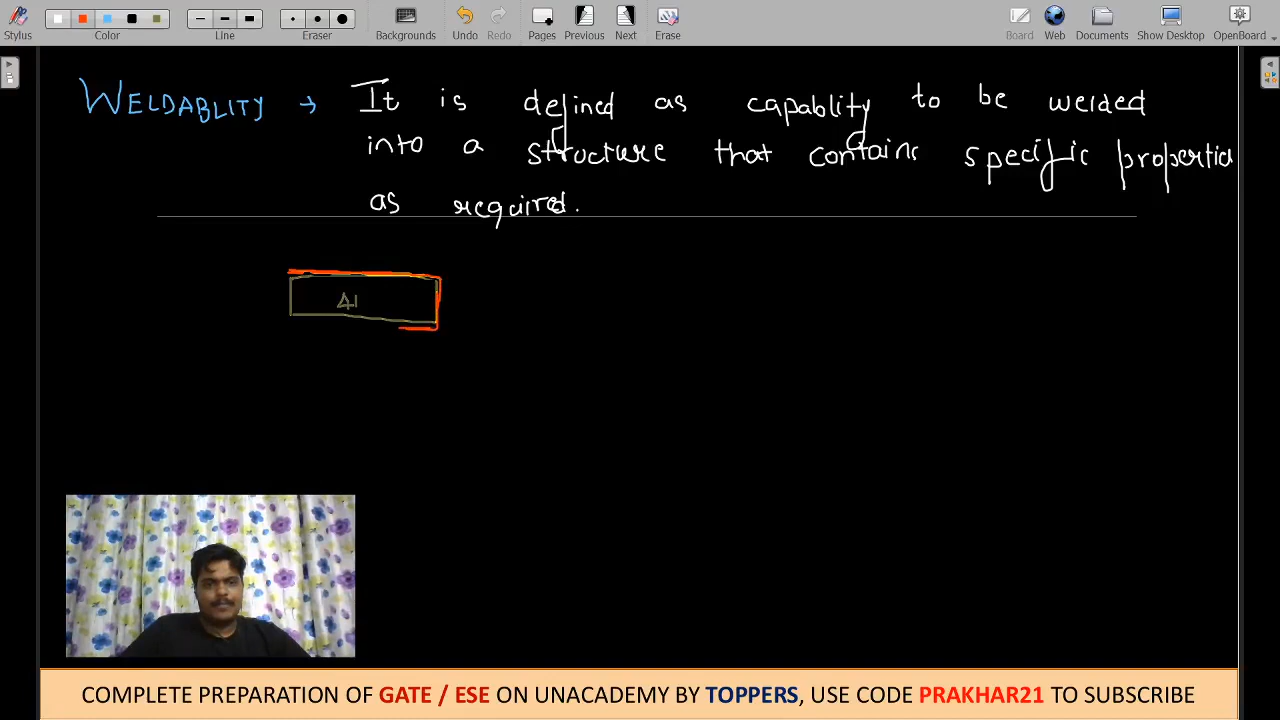 Stylus Color Line Eraser Backgrounds Undo Redo Pages Previous Next Erase Board Web Documents Show Desktop OpenBoard
WELDABLITY → It is defined as capablity to be welded
into a structure that contains specific propertie
as required.
Al
COMPLETE PREPARATION OF GATE / ESE ON UNACADEMY BY TOPPERS, USE CODE PRAKHAR21 TO SUBSCRIBE